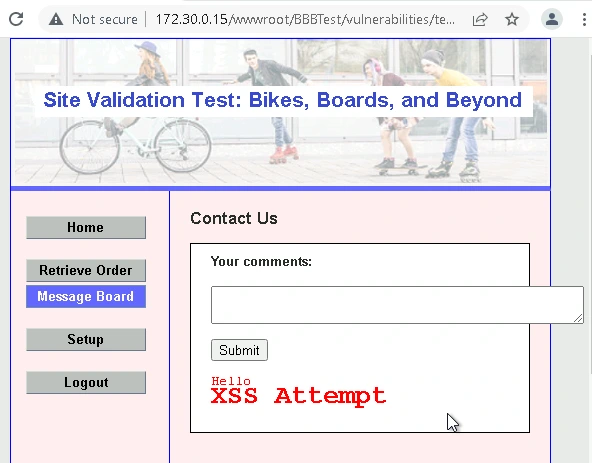 Not secure | 172.30.0.15/wwwroot/BBBTest/vulnerabilities/te...
Site Validation Test: Bikes, Boards, and Beyond
Home
Retrieve Order
Message Board
Setup
Logout
Contact Us
Your comments:
Submit
Hello
XSS Attempt